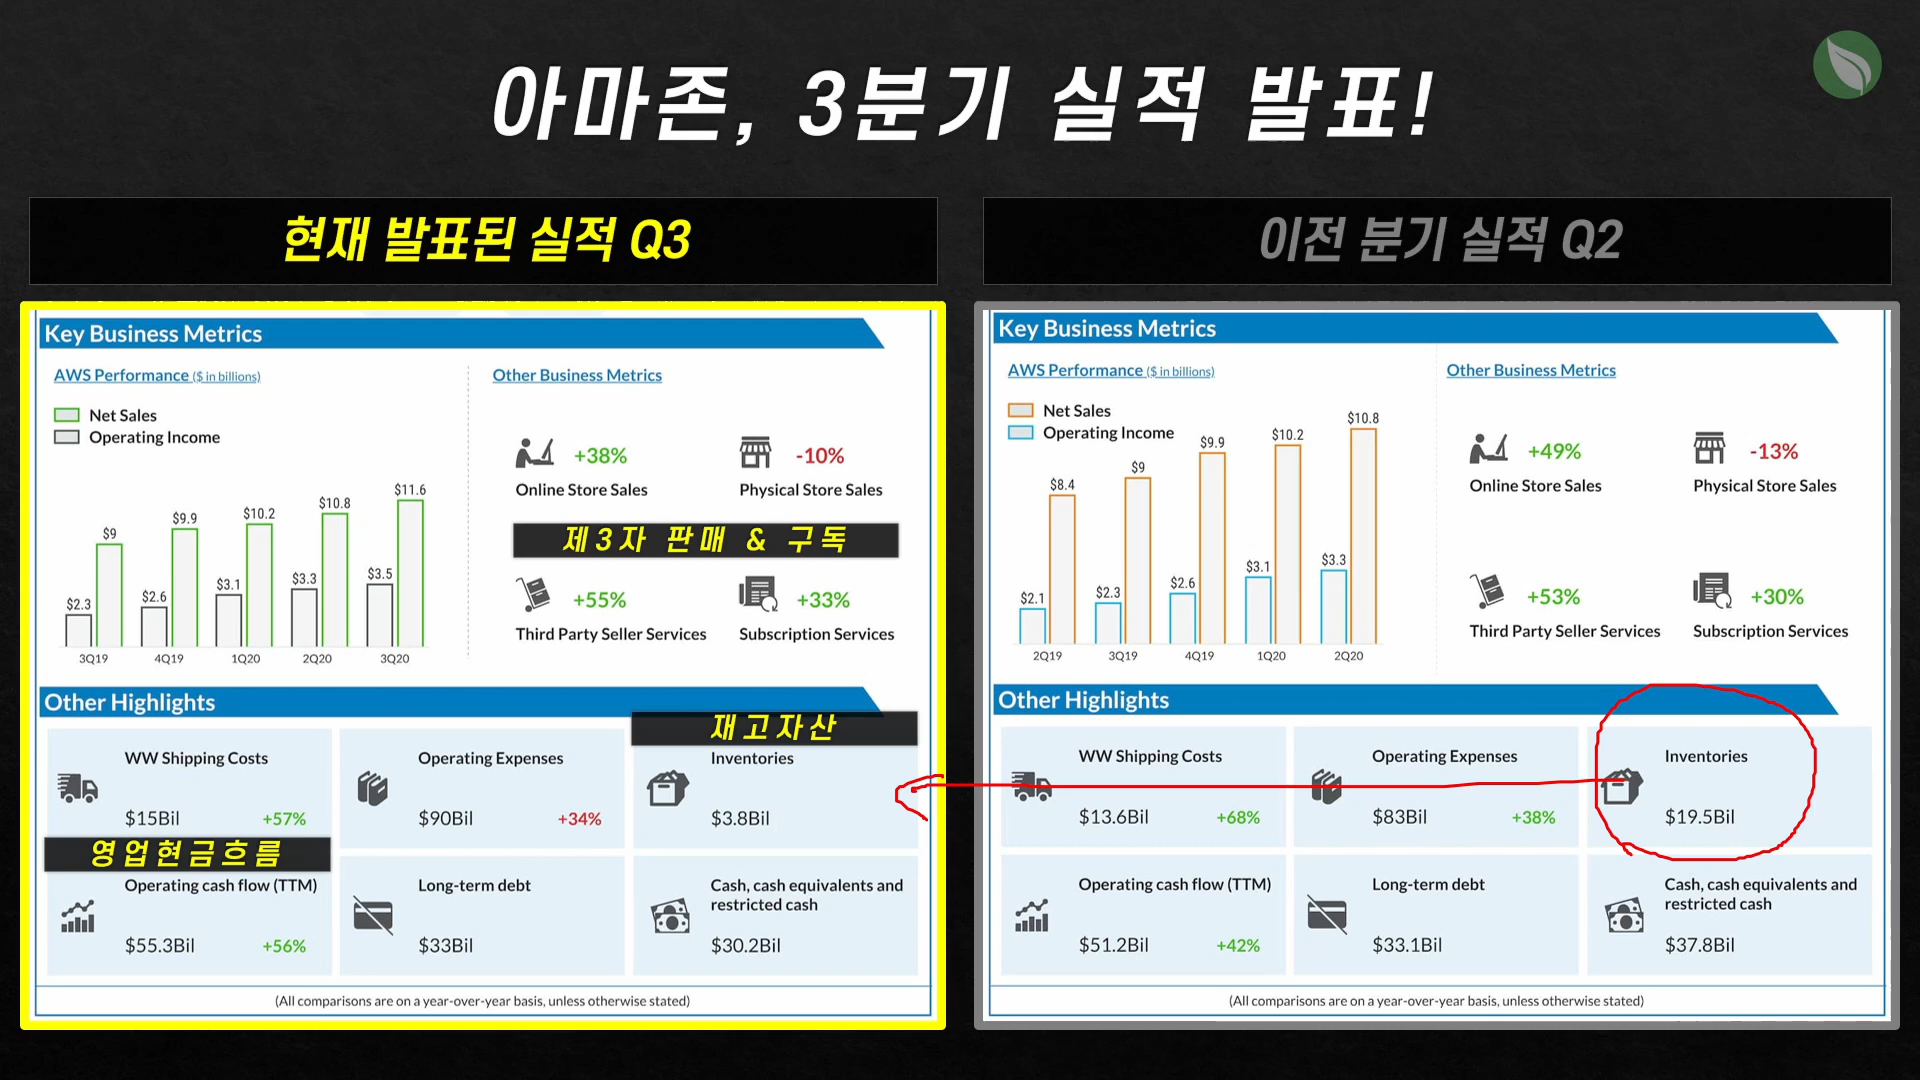 아마존, 3분기 실적 발표!
현재 발표된 실적 Q3
Key Business Metrics
AWS Performance ($ in billions)
Net Sales
Operating Income
$2.3
$9
$2.6
$9.9
$3.1
$10.2
$3.3
$10.8
$3.5
$11.6
3Q19
4Q19
1Q20
2Q20
3Q20
Other Business Metrics
+38%
Online Store Sales
-10%
Physical Store Sales
제3자 판매 & 구독
+55%
Third Party Seller Services
+33%
Subscription Services
Other Highlights
WW Shipping Costs
$15Bil +57%
Operating Expenses
$90Bil +34%
재고자산
Inventories
$3.8Bil
영업현금흐름
Operating cash flow (TTM)
$55.3Bil +56%
Long-term debt
$33Bil
Cash, cash equivalents and
restricted cash
$30.2Bil
(All comparisons are on a year-over-year basis, unless otherwise stated)
이전 분기 실적 Q2
Key Business Metrics
AWS Performance ($ in billions)
Net Sales
Operating Income
$2.1
$8.4
$2.3
$9
$2.6
$9.9
$3.1
$10.2
$3.3
$10.8
2Q19
3Q19
4Q19
1Q20
2Q20
Other Business Metrics
+49%
Online Store Sales
-13%
Physical Store Sales
+53%
Third Party Seller Services
+30%
Subscription Services
Other Highlights
WW Shipping Costs
$13.6Bil +68%
Operating Expenses
$83Bil +38%
Inventories
$19.5Bil
Operating cash flow (TTM)
$51.2Bil +42%
Long-term debt
$33.1Bil
Cash, cash equivalents and
restricted cash
$37.8Bil
(All comparisons are on a year-over-year basis, unless otherwise stated)